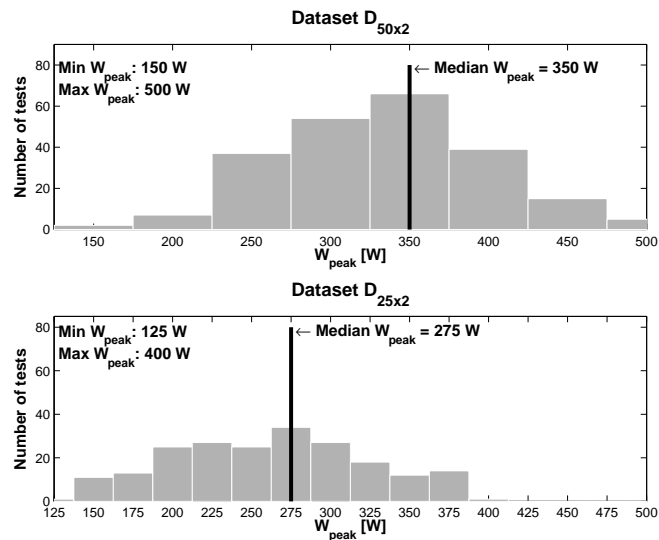 Dataset D50x2
Min Wpeak: 150 W
Max Wpeak: 500 W
← Median Wpeak = 350 W
Number of tests
80
60
40
20
0
150 200 250 300 350 400 450 500
Wpeak [W]
Dataset D25x2
Min Wpeak: 125 W
Max Wpeak: 400 W
← Median Wpeak = 275 W
Number of tests
80
60
40
20
0
125 150 175 200 225 250 275 300 325 350 375 400 425 450 475 500
Wpeak [W]